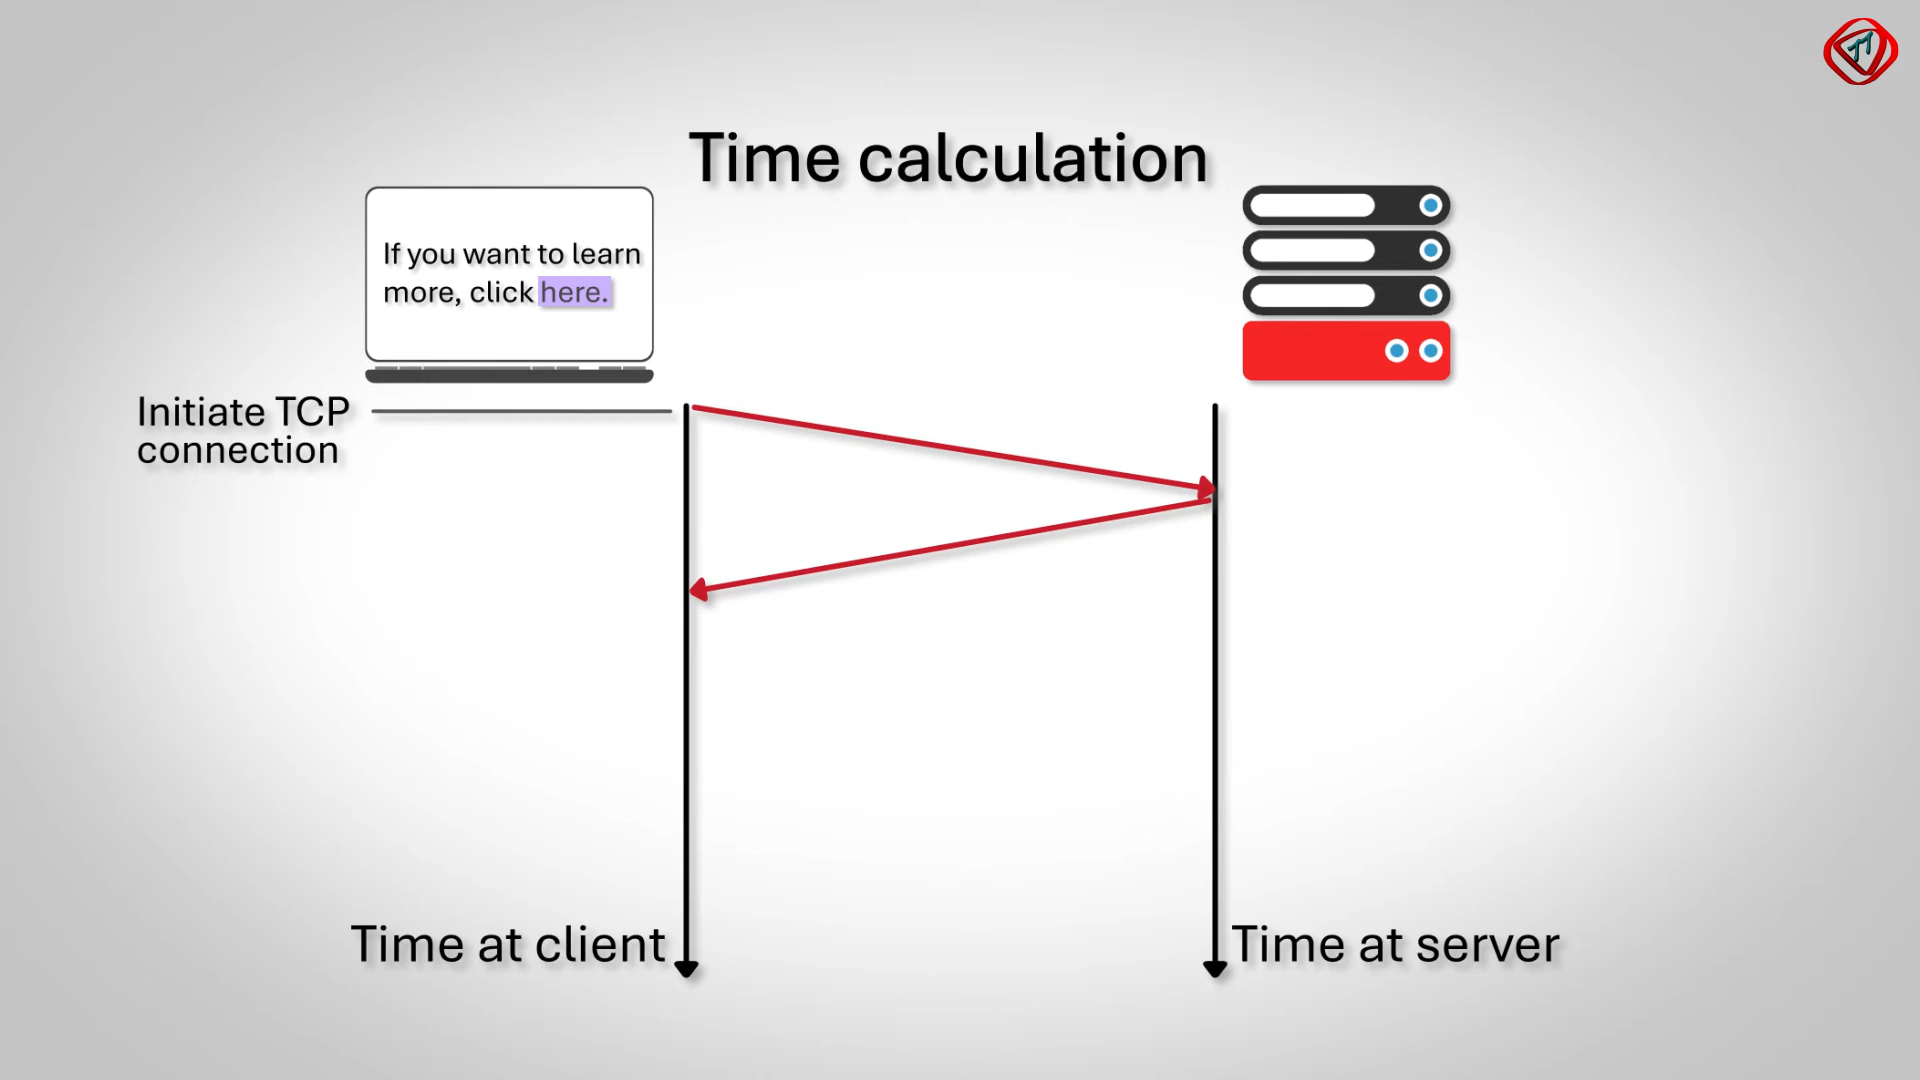 Time calculation
If you want to learn
more, click here.
Initiate TCP
connection
Time at client
Time at server